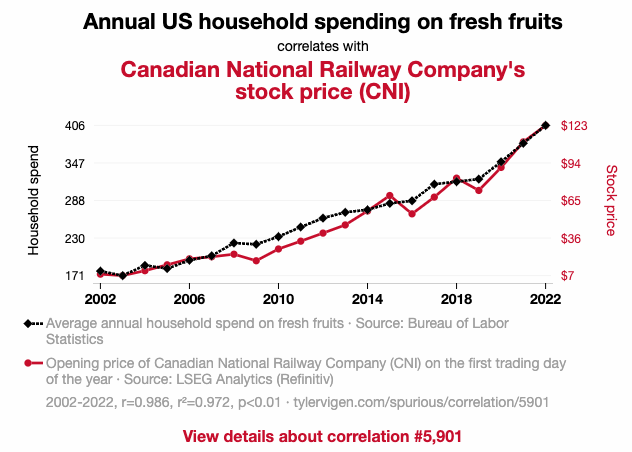 Annual US household spending on fresh fruits
correlates with
Canadian National Railway Company's
stock price (CNI)
406 $123
347 $94
288 $65
230 $36
171 $7
Household spend
Stock price
2002 2006 2010 2014 2018 2022
Average annual household spend on fresh fruits · Source: Bureau of Labor
Statistics
Opening price of Canadian National Railway Company (CNI) on the first trading day
of the year · Source: LSEG Analytics (Refinitiv)
2002-2022, r=0.986, r²=0.972, p<0.01 · tylervigen.com/spurious/correlation/5901
View details about correlation #5,901